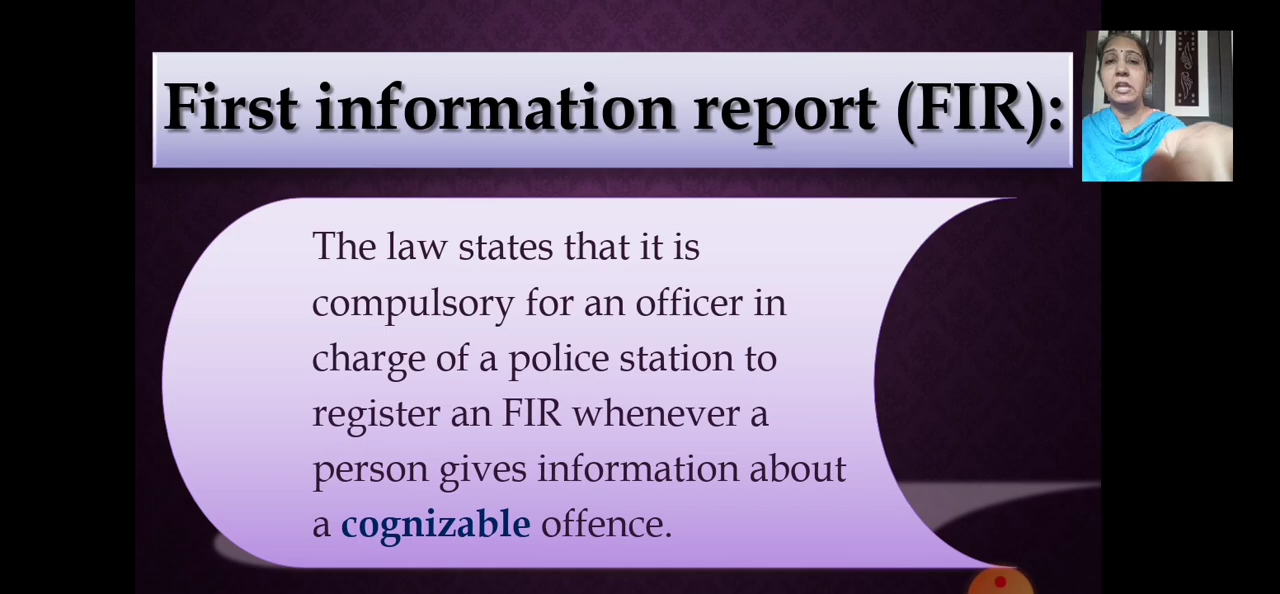 First information report (FIR):
The law states that it is
compulsory for an officer in
charge of a police station to
register an FIR whenever a
person gives information about
a cognizable offence.